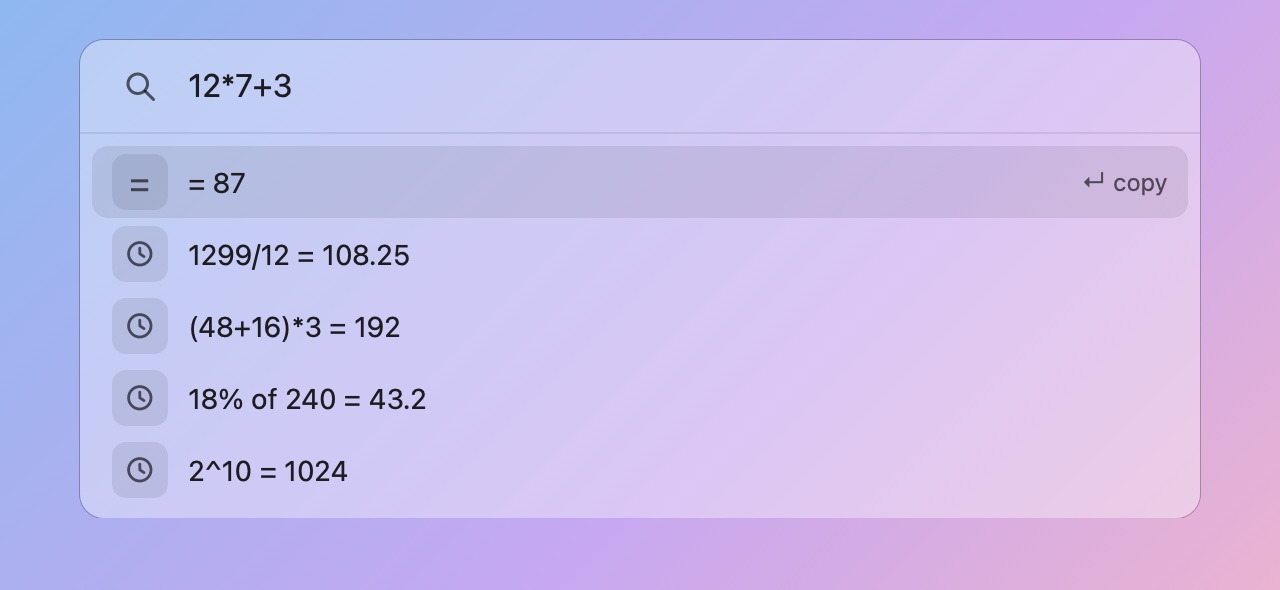 12*7+3
= = 87 ↵ copy
1299/12 = 108.25
(48+16)*3 = 192
18% of 240 = 43.2
2^10 = 1024